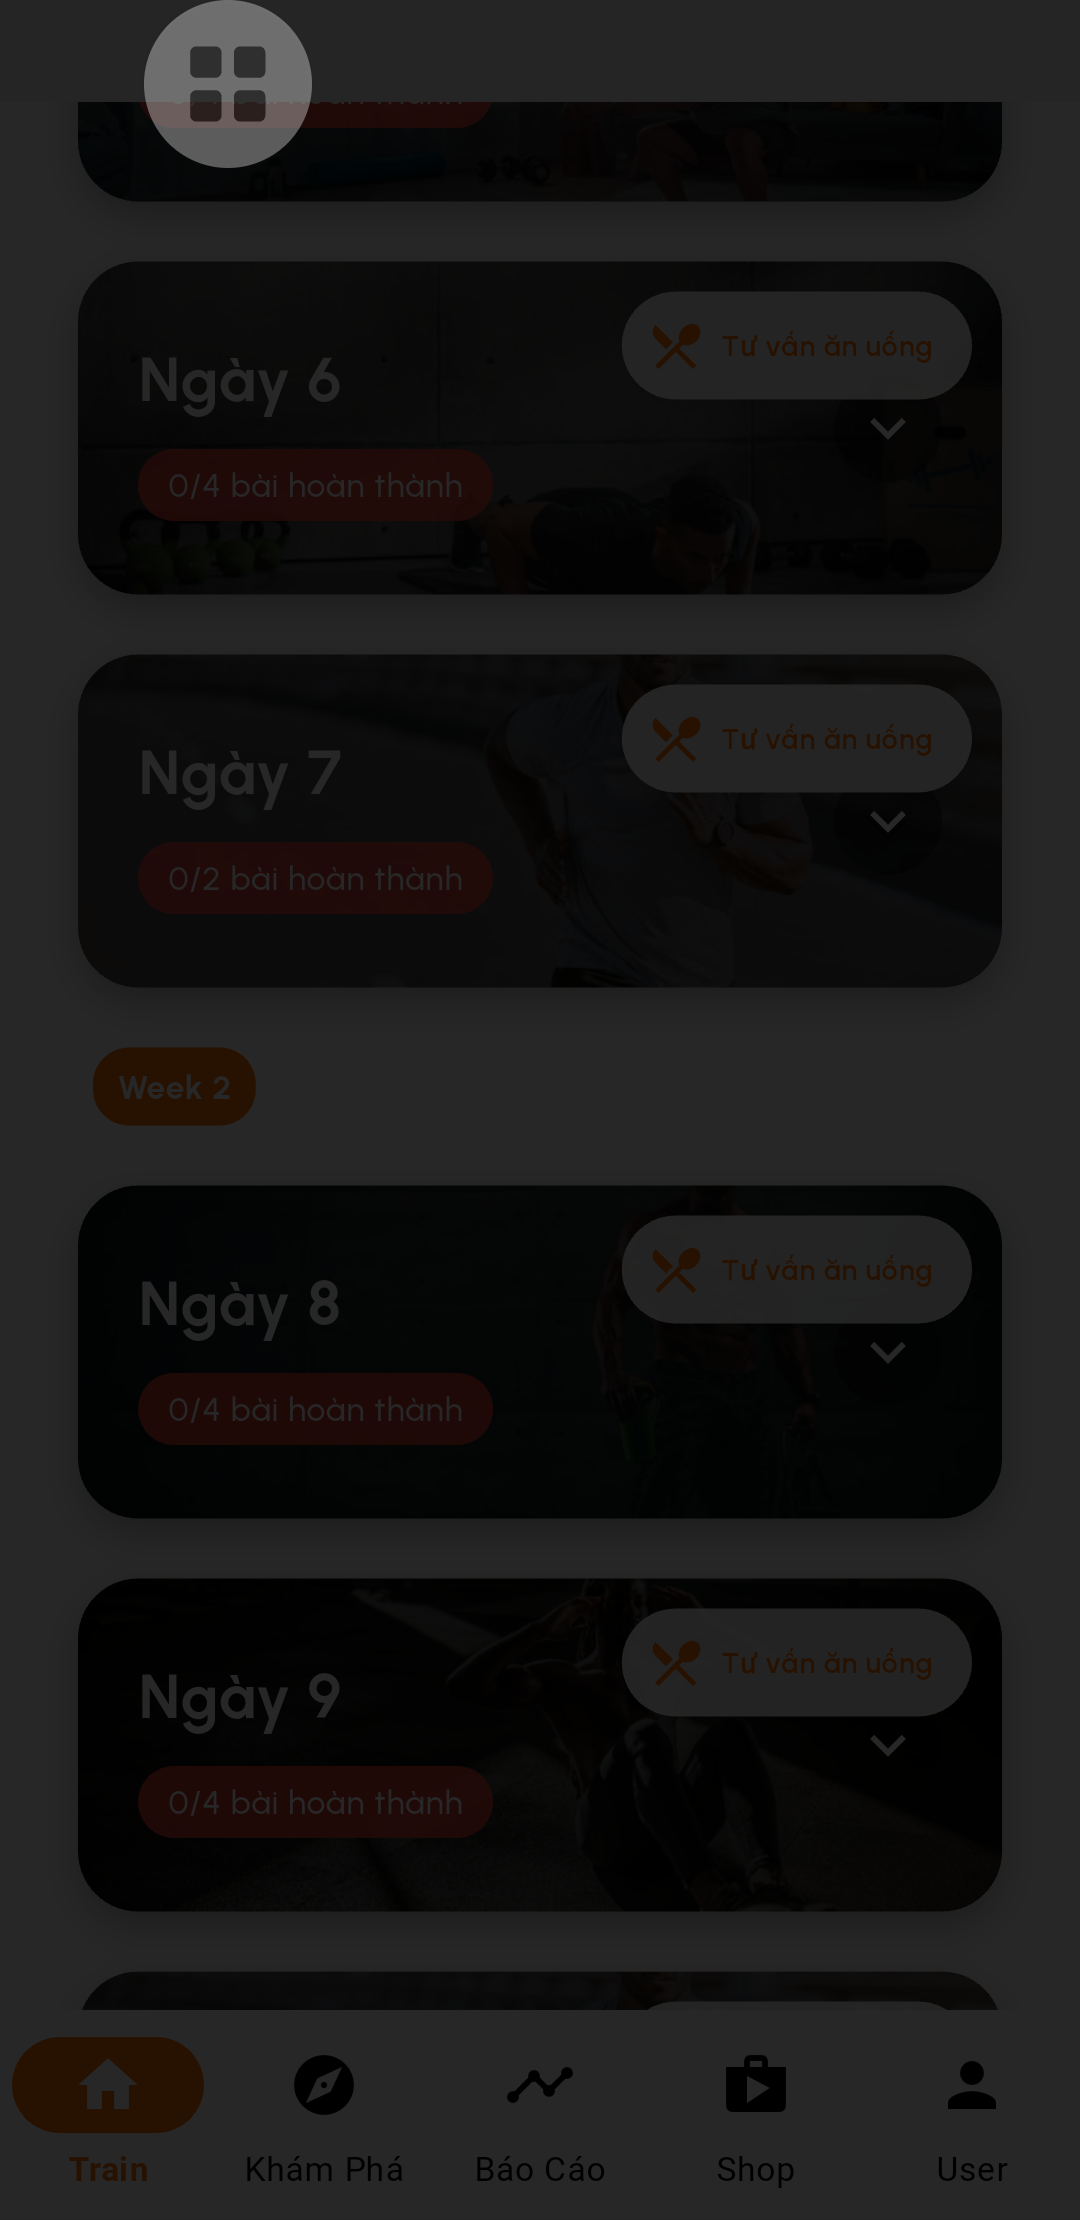 Ngày 6
Tư vấn ăn uống
0/4 bài hoàn thành
Ngày 7
Tư vấn ăn uống
0/2 bài hoàn thành
Week 2
Ngày 8
Tư vấn ăn uống
0/4 bài hoàn thành
Ngày 9
Tư vấn ăn uống
0/4 bài hoàn thành
Train
Khám Phá
Báo Cáo
Shop
User